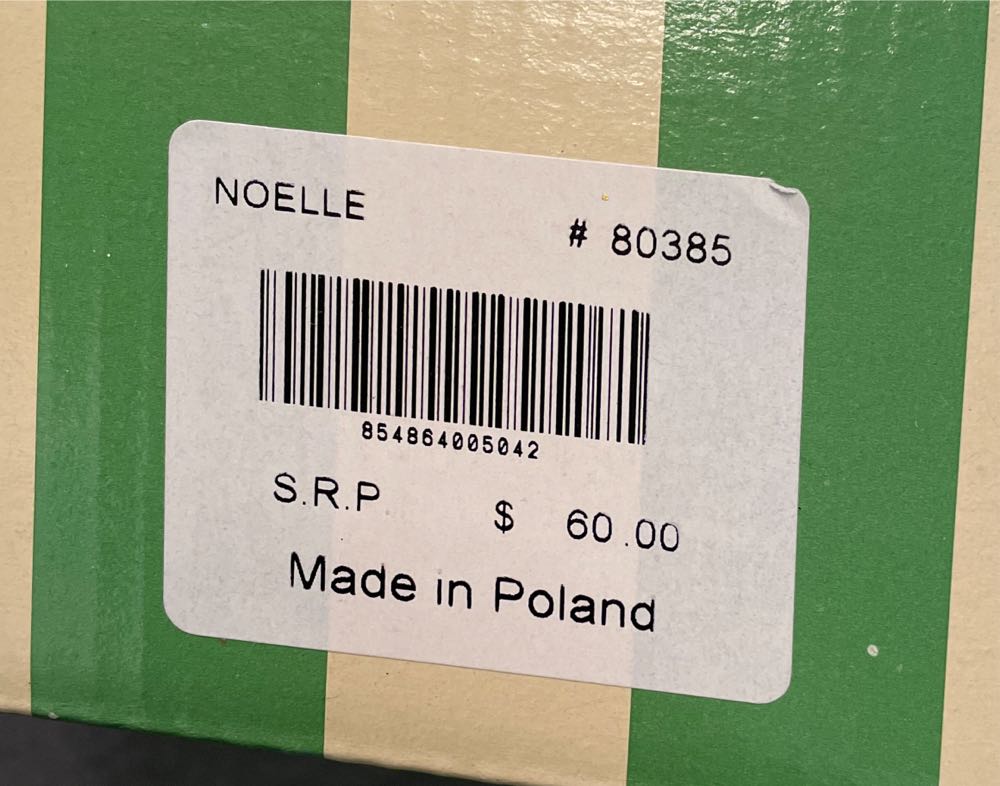 NOELLE
# 80385
854864005042
S.R.P $ 60.00
Made in Poland